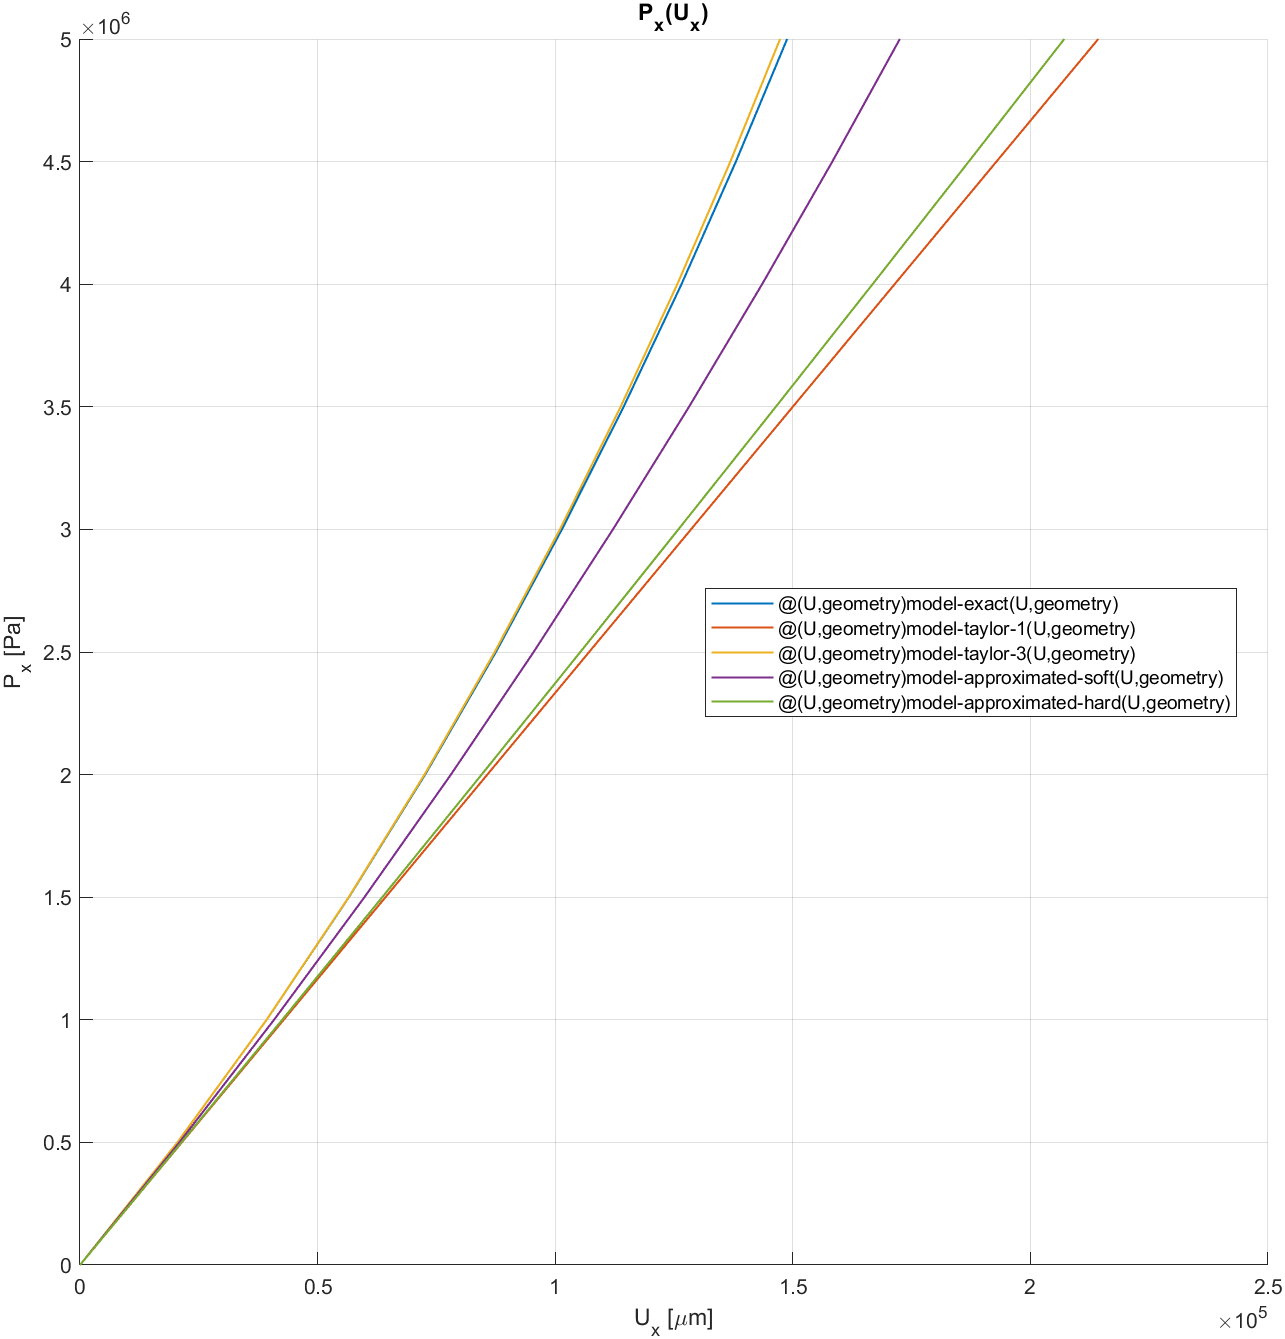 P_x(U_x)
×10^6
5
4.5
4
3.5
3
2.5
2
1.5
1
0.5
0
P_x [Pa]
@(U,geometry)model-exact(U,geometry)
@(U,geometry)model-taylor-1(U,geometry)
@(U,geometry)model-taylor-3(U,geometry)
@(U,geometry)model-approximated-soft(U,geometry)
@(U,geometry)model-approximated-hard(U,geometry)
0 0.5 1 1.5 2 2.5
U_x [μm]
×10^5